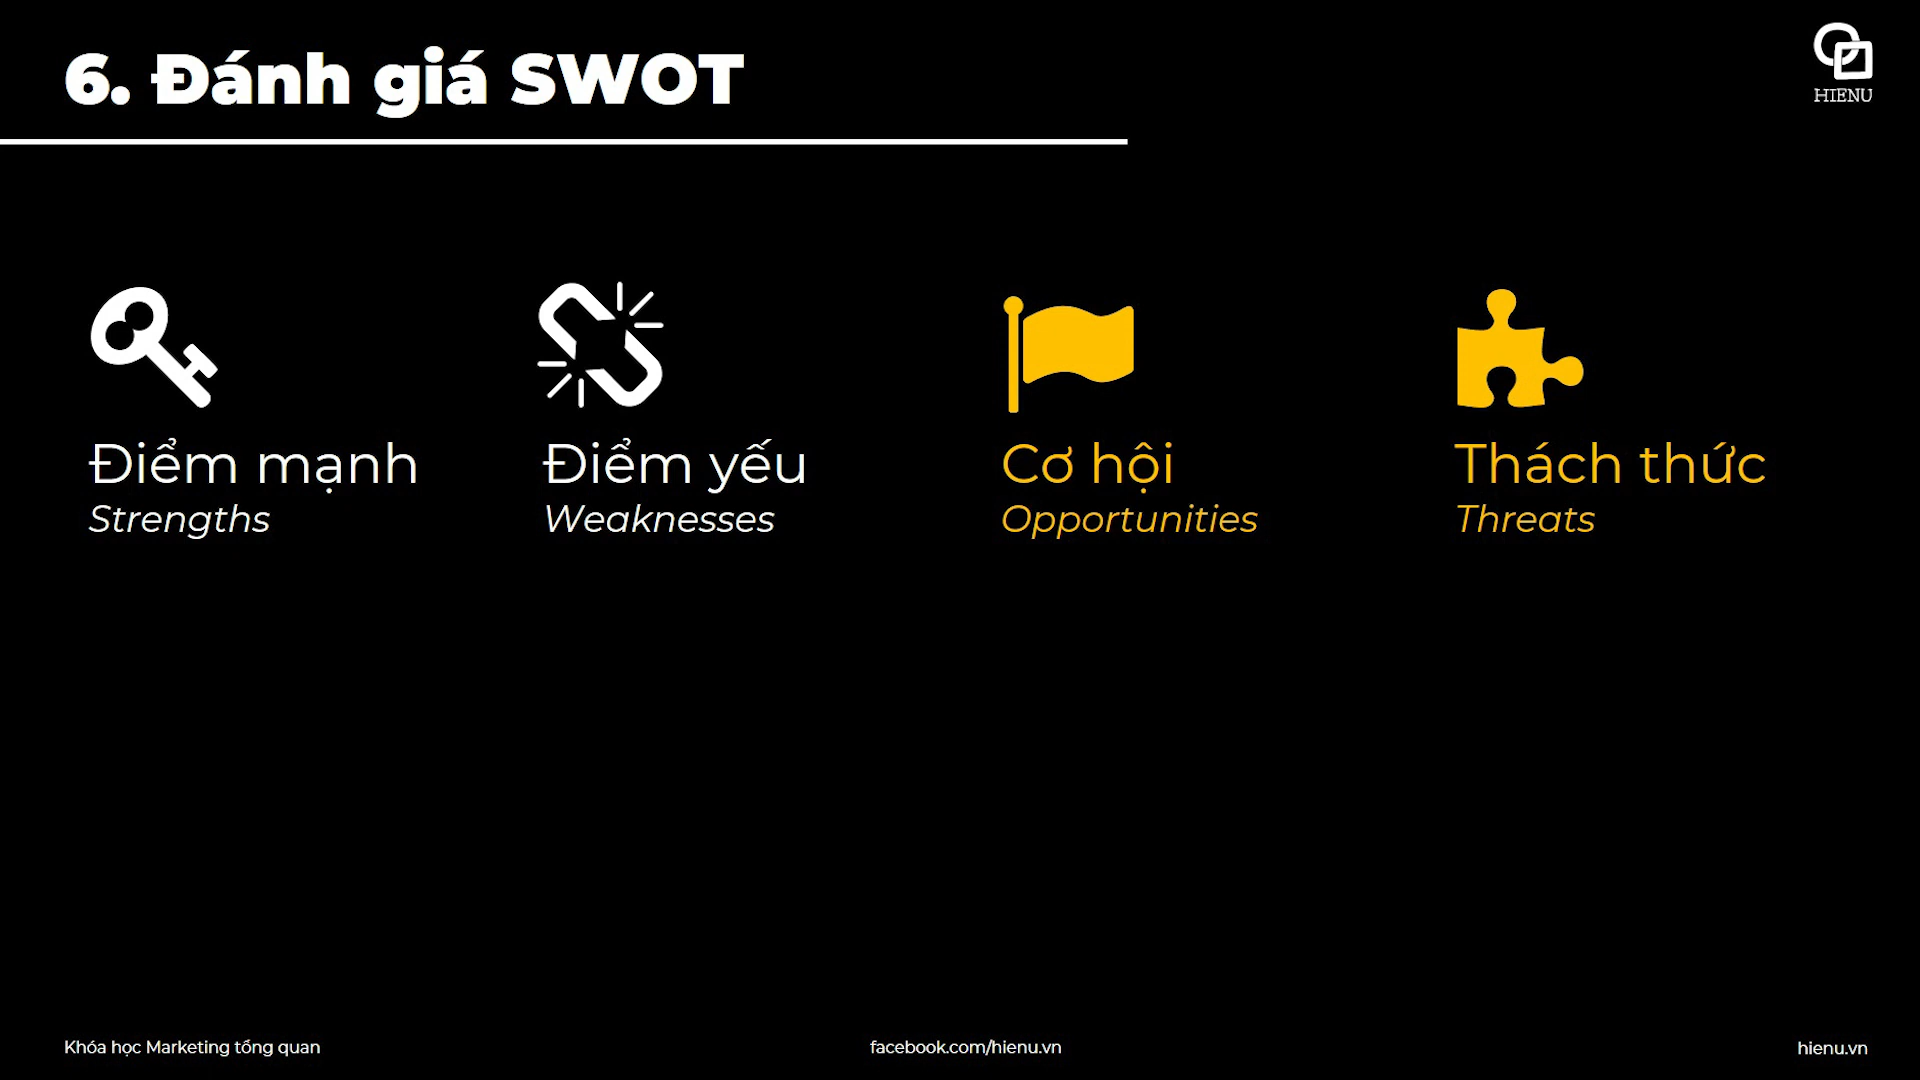 6. Đánh giá SWOT
HIENU
Điểm mạnh
Strengths
Điểm yếu
Weaknesses
Cơ hội
Opportunities
Thách thức
Threats
Khóa học Marketing tổng quan
facebook.com/hienu.vn
hienu.vn